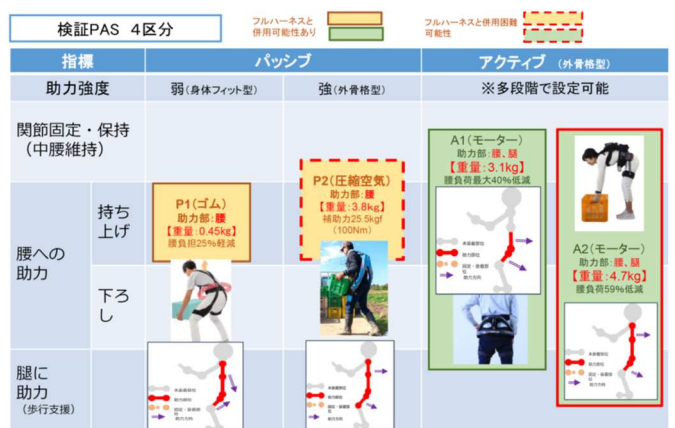 検証PAS 4区分
フルハーネスと
併用可能性あり
フルハーネスと併用困難
可能性
指標
パッシブ
アクティブ (外骨格型)
助力強度
弱(身体フィット型)
強(外骨格型)
※多段階で設定可能
関節固定・保持
(中腰維持)
腰への
助力
持ち
上げ
下ろ
し
腿に
助力
(歩行支援)
P1(ゴム)
助力部:腰
【重量:0.45kg】
腰負担25%軽減
P2(圧縮空気)
助力部:腰
【重量:3.8kg】
補助力25.5kgf
(100Nm)
A1(モーター)
助力部:腰、腿
【重量:3.1kg】
腰負荷最大40%低減
A2(モーター)
助力部:腰、腿
【重量:4.7kg】
腰負荷59%低減